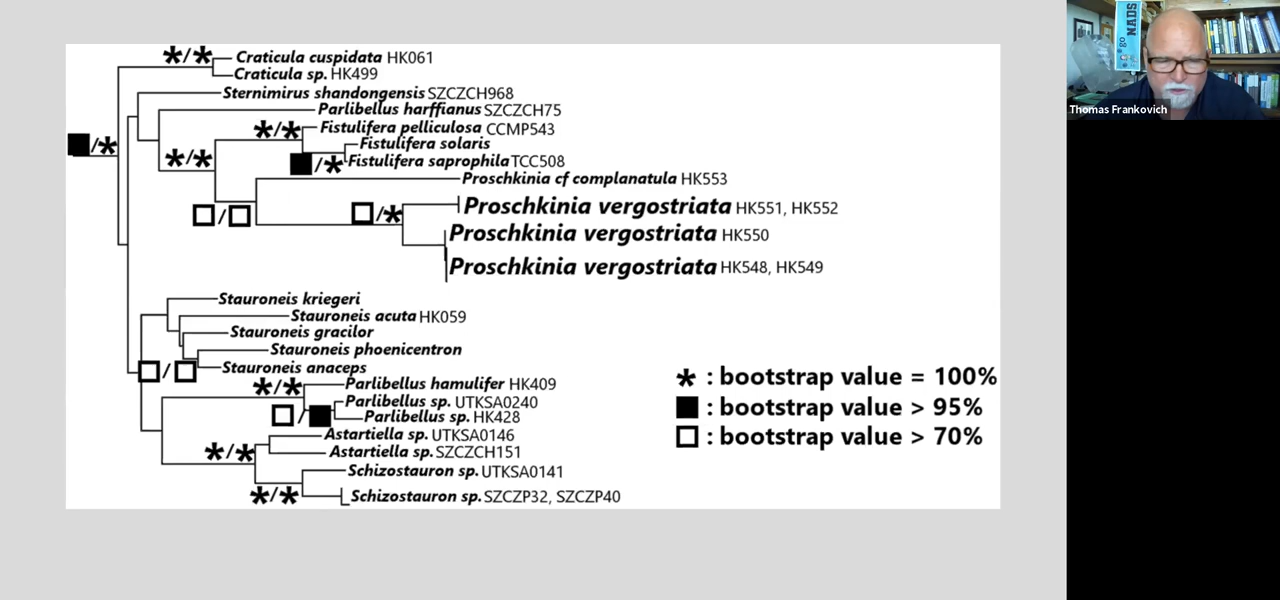 */* Craticula cuspidata HK061
Craticula sp. HK499
Sternimirus shandongensis SZCZCH968
Parlibellus harffianus SZCZCH75
■/*
*/* Fistulifera pelliculosa CCMP543
Fistulifera solaris
*/*
■/* Fistulifera saprophila TCC508
Proschkinia cf complanatula HK553
□/□
□/* Proschkinia vergostriata HK551, HK552
Proschkinia vergostriata HK550
Proschkinia vergostriata HK548, HK549
Stauroneis kriegeri
Stauroneis acuta HK059
Stauroneis gracilor
Stauroneis phoenicentron
□/□ Stauroneis anaceps
*/* Parlibellus hamulifer HK409
Parlibellus sp. UTKSA0240
□/■ Parlibellus sp. HK428
Astartiella sp. UTKSA0146
*/* Astartiella sp. SZCZCH151
Schizostauron sp. UTKSA0141
*/* Schizostauron sp. SZCZP32, SZCZP40
* : bootstrap value = 100%
■ : bootstrap value > 95%
□ : bootstrap value > 70%
go NADS
Thomas Frankovich